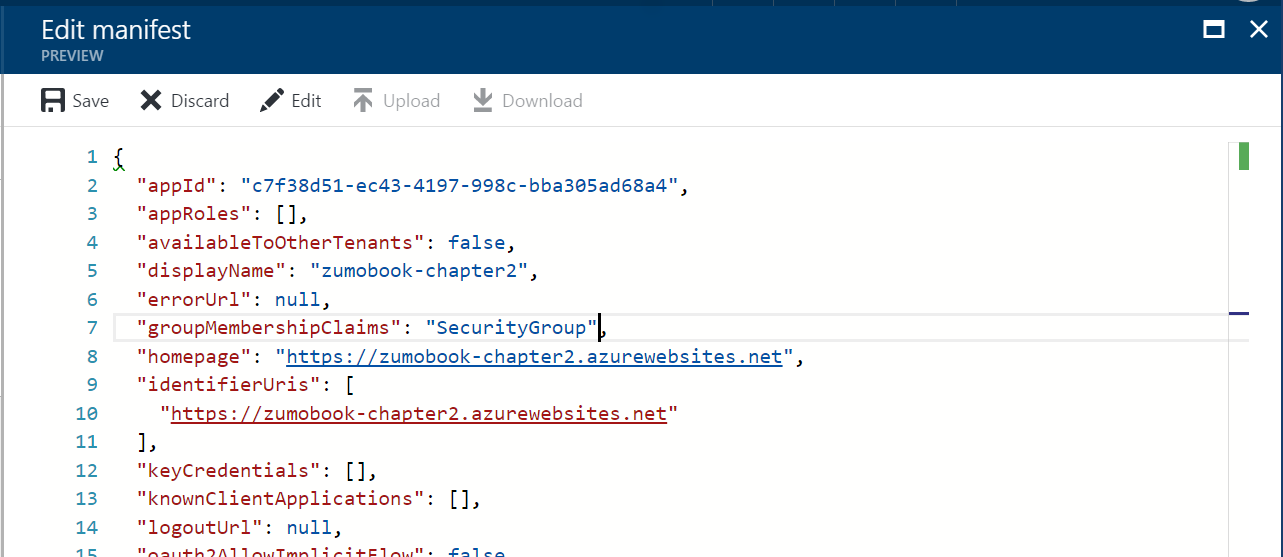 Edit manifest
PREVIEW
Save Discard Edit Upload Download
1 {
2 "appId": "c7f38d51-ec43-4197-998c-bba305ad68a4",
3 "appRoles": [],
4 "availableToOtherTenants": false,
5 "displayName": "zumobook-chapter2",
6 "errorUrl": null,
7 "groupMembershipClaims": "SecurityGroup",
8 "homepage": "https://zumobook-chapter2.azurewebsites.net",
9 "identifierUris": [
10 "https://zumobook-chapter2.azurewebsites.net"
11 ],
12 "keyCredentials": [],
13 "knownClientApplications": [],
14 "logoutUrl": null,
15 "oauth2AllowImplicitFlow": false